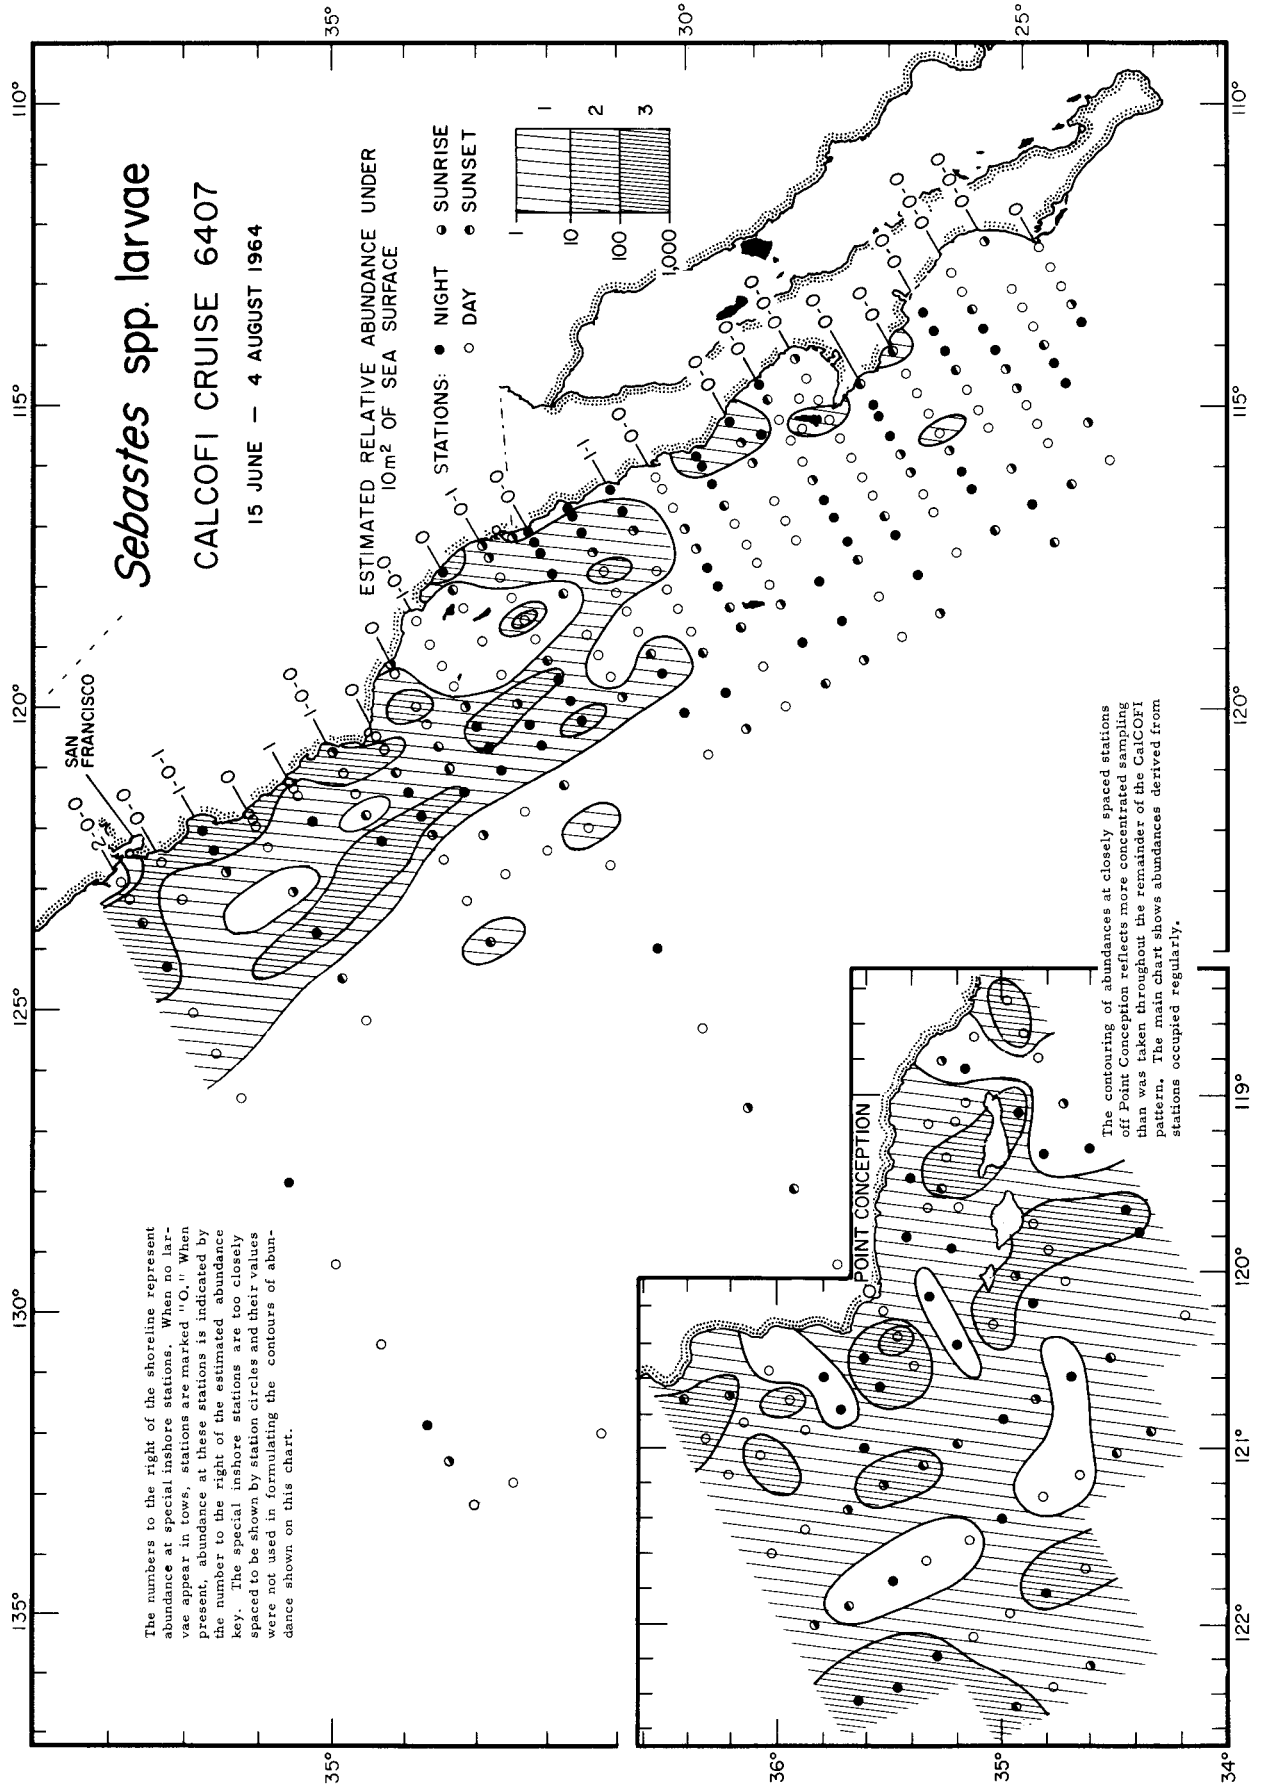 Sebastes spp. larvae
CALCOFI CRUISE 6407
15 JUNE — 4 AUGUST 1964
ESTIMATED RELATIVE ABUNDANCE UNDER
10m² OF SEA SURFACE
STATIONS: ● NIGHT ◐ SUNRISE
○ DAY ◐ SUNSET
1
10
100
1,000
1
2
3
SAN
FRANCISCO
The numbers to the right of the shoreline represent
abundance at special inshore stations. When no lar-
vae appear in tows, stations are marked "O." When
present, abundance at these stations is indicated by
the number to the right of the estimated abundance
key. The special inshore stations are too closely
spaced to be shown by station circles and their values
were not used in formulating the contours of abun-
dance shown on this chart.
POINT CONCEPTION
The contouring of abundances at closely spaced stations
off Point Conception reflects more concentrated sampling
than was taken throughout the remainder of the CalCOFI
pattern. The main chart shows abundances derived from
stations occupied regularly.
135°
130°
125°
120°
115°
110°
35°
30°
25°
35°
120°
115°
110°
36°
35°
34°
122°
121°
120°
119°